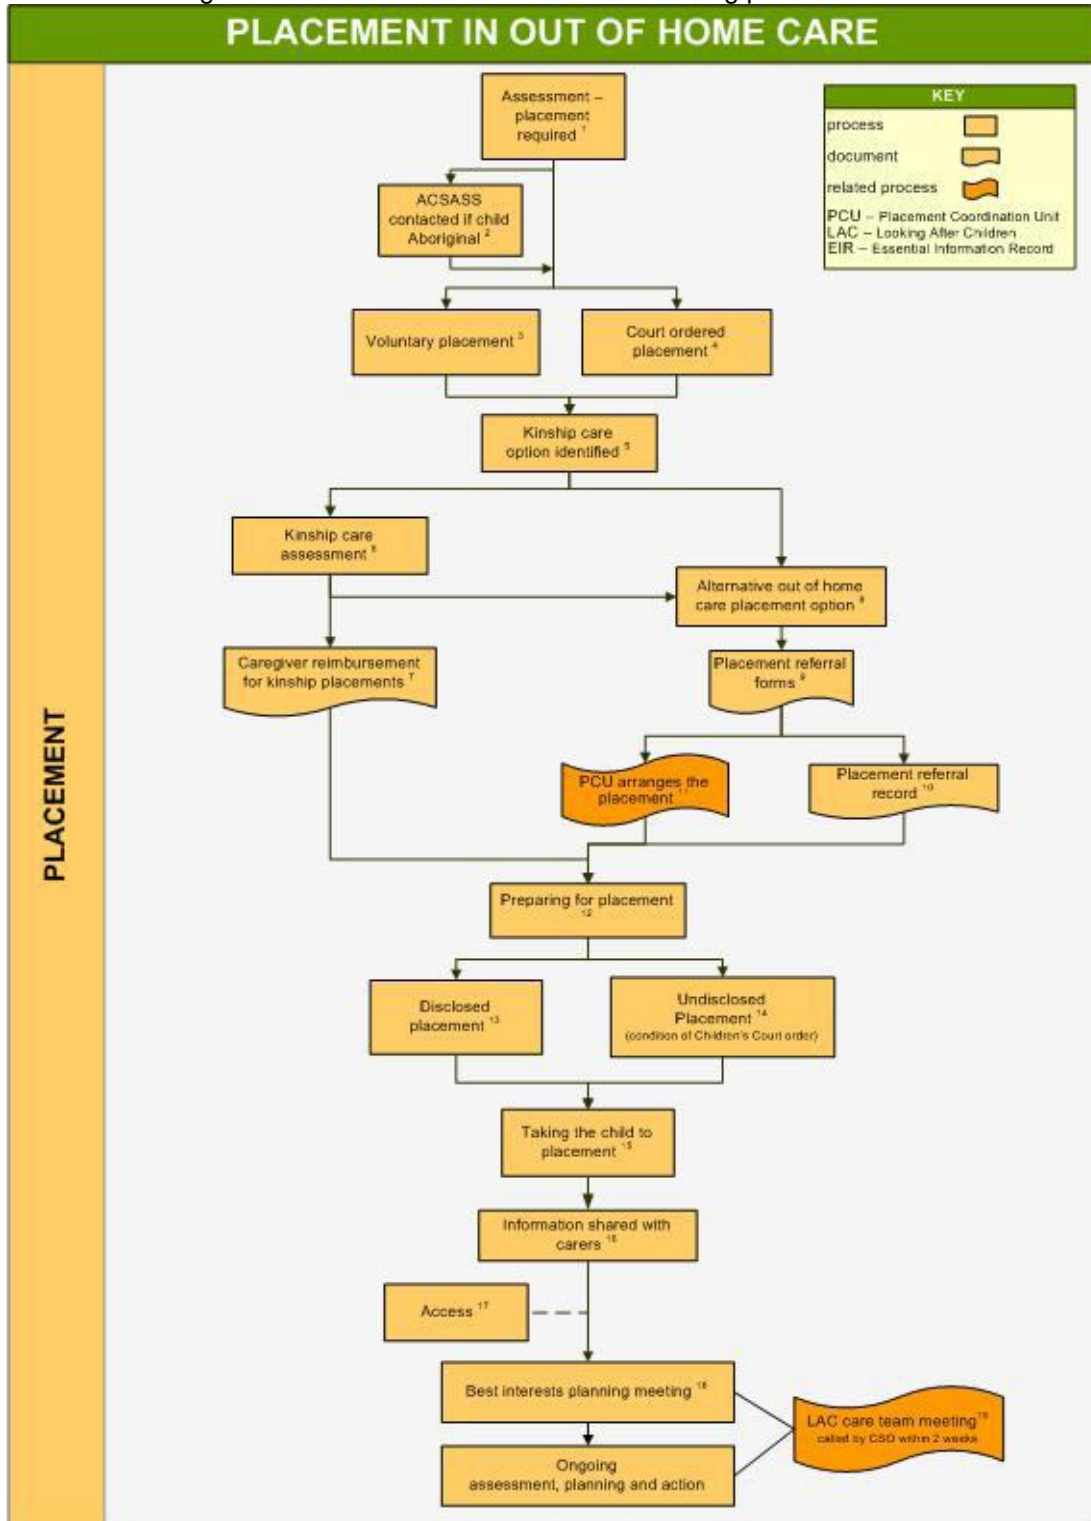 PLACEMENT IN OUT OF HOME CARE
PLACEMENT
Assessment –
placement
required 1
KEY
process
document
related process
PCU – Placement Coordination Unit
LAC – Looking After Children
EIR – Essential Information Record
ACSASS
contacted if child
Aboriginal 2
Voluntary placement 3
Court ordered
placement 4
Kinship care
option identified 5
Kinship care
assessment 6
Alternative out of home
care placement option 8
Caregiver reimbursement
for kinship placements 7
Placement referral
forms 9
PCU arranges the
placement 11
Placement referral
record 10
Preparing for placement
12
Disclosed
placement 13
Undisclosed
Placement 14
(condition of Children's Court order)
Taking the child to
placement 15
Information shared with
carers 16
Access 17
Best interests planning meeting 18
LAC care team meeting 19
called by CSO within 2 weeks
Ongoing
assessment, planning and action